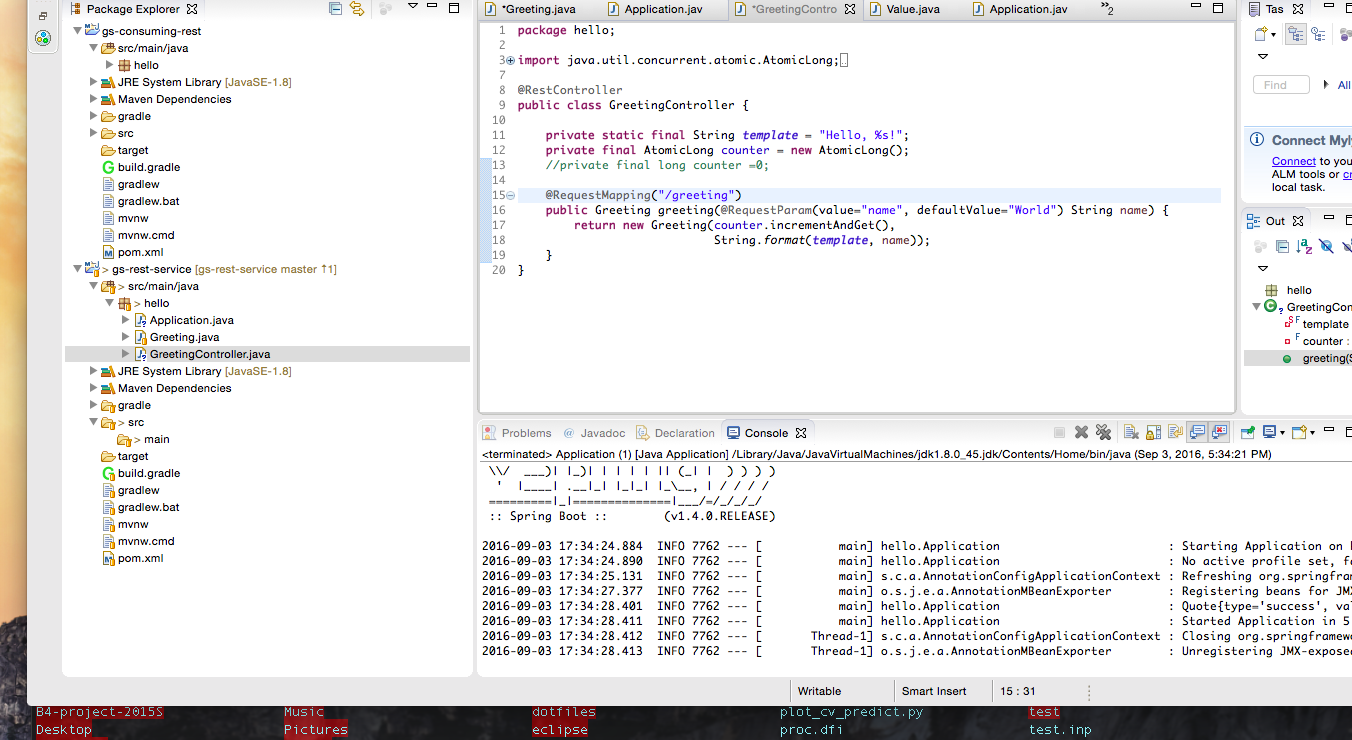 Package Explorer
gs-consuming-rest
src/main/java
hello
JRE System Library [JavaSE-1.8]
Maven Dependencies
gradle
src
target
build.gradle
gradlew
gradlew.bat
mvnw
mvnw.cmd
pom.xml
> gs-rest-service [gs-rest-service master ↑1]
> src/main/java
> hello
Application.java
Greeting.java
GreetingController.java
JRE System Library [JavaSE-1.8]
Maven Dependencies
gradle
> src
> main
target
build.gradle
gradlew
gradlew.bat
mvnw
mvnw.cmd
pom.xml
*Greeting.java Application.jav *GreetingContro Value.java Application.jav »2
1 package hello;
2
3 import java.util.concurrent.atomic.AtomicLong;
7
8 @RestController
9 public class GreetingController {
10
11 private static final String template = "Hello, %s!";
12 private final AtomicLong counter = new AtomicLong();
13 //private final long counter =0;
14
15 @RequestMapping("/greeting")
16 public Greeting greeting(@RequestParam(value="name", defaultValue="World") String name) {
17 return new Greeting(counter.incrementAndGet(),
18 String.format(template, name));
19 }
20 }
Tas
Find All
Connect Myl
Connect to you
ALM tools or cr
local task.
Out
hello
GreetingCon
template
counter :
greeting(S
Problems @ Javadoc Declaration Console
<terminated> Application (1) [Java Application] /Library/Java/JavaVirtualMachines/jdk1.8.0_45.jdk/Contents/Home/bin/java (Sep 3, 2016, 5:34:21 PM)
\\/ ___)| |_)| | | | | || (_| | ) ) ) )
' |____| .__|_| |_|_| |_\__, | / / / /
=========|_|==============|___/=/_/_/_/
:: Spring Boot :: (v1.4.0.RELEASE)
2016-09-03 17:34:24.884 INFO 7762 --- [ main] hello.Application : Starting Application on
2016-09-03 17:34:24.890 INFO 7762 --- [ main] hello.Application : No active profile set, f
2016-09-03 17:34:25.131 INFO 7762 --- [ main] s.c.a.AnnotationConfigApplicationContext : Refreshing org.springfram
2016-09-03 17:34:27.377 INFO 7762 --- [ main] o.s.j.e.a.AnnotationMBeanExporter : Registering beans for JMX
2016-09-03 17:34:28.401 INFO 7762 --- [ main] hello.Application : Quote{type='success', val
2016-09-03 17:34:28.411 INFO 7762 --- [ main] hello.Application : Started Application in 5
2016-09-03 17:34:28.412 INFO 7762 --- [ Thread-1] s.c.a.AnnotationConfigApplicationContext : Closing org.springframewo
2016-09-03 17:34:28.413 INFO 7762 --- [ Thread-1] o.s.j.e.a.AnnotationMBeanExporter : Unregistering JMX-exposed
Writable Smart Insert 15 : 31
B4-project-2015S Music dotfiles plot_cv_predict.py test
Desktop Pictures eclipse proc.dfi test.inp